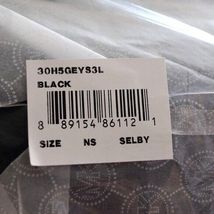 30H5GEYS3L
BLACK
8 89154 86112 1
SIZE NS SELBY